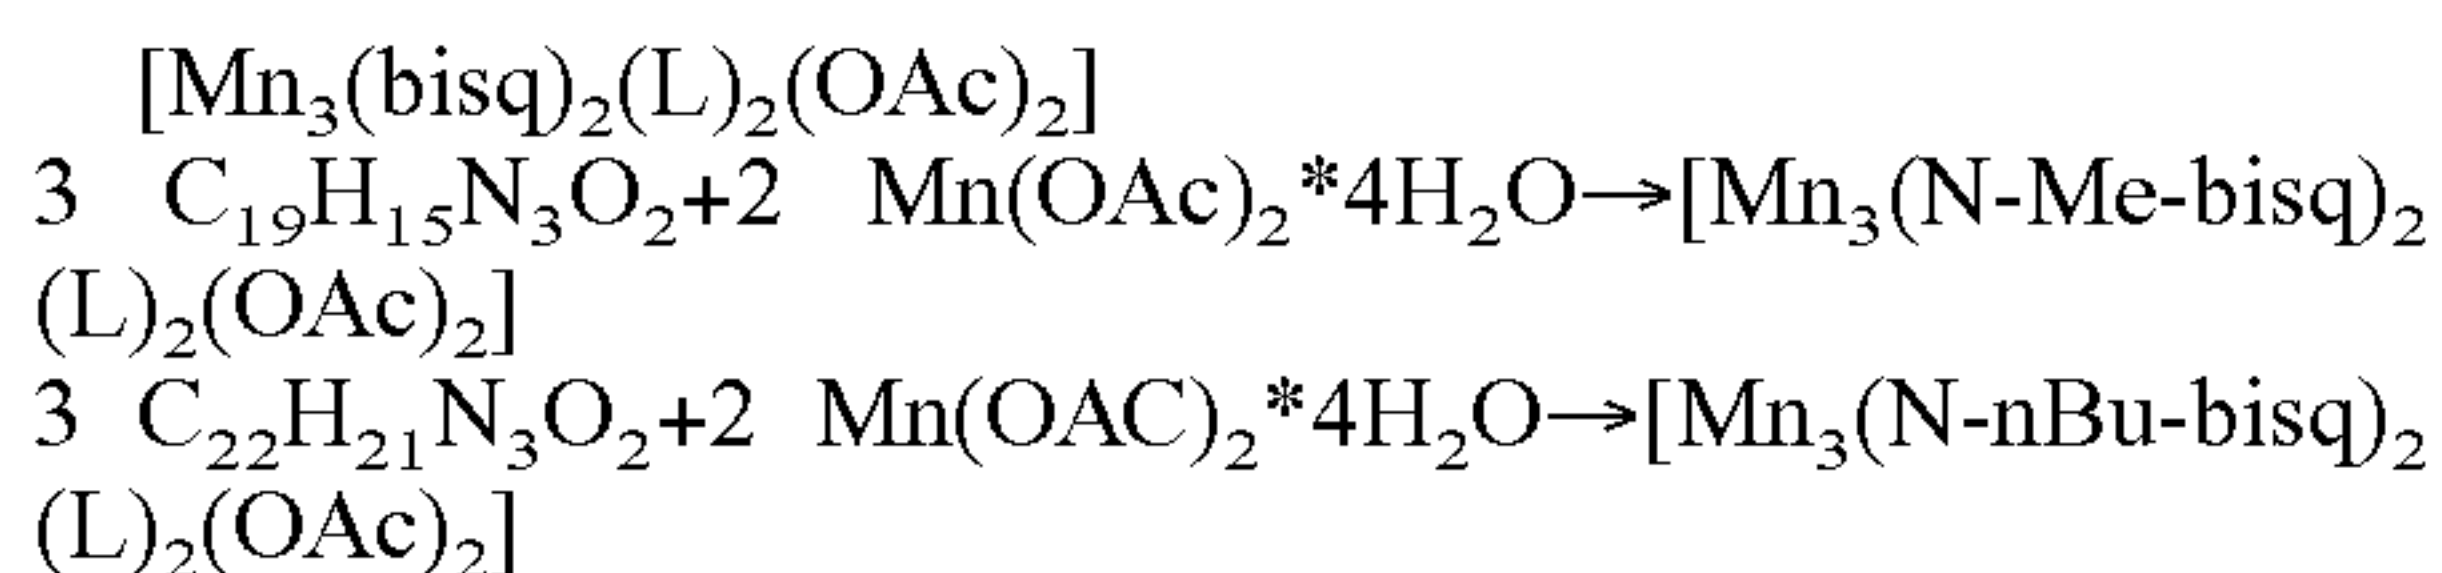 [Mn₃(bisq)₂(L)₂(OAc)₂]
3 C₁₉H₁₅N₃O₂+2 Mn(OAc)₂*4H₂O→[Mn₃(N-Me-bisq)₂
(L)₂(OAc)₂]
3 C₂₂H₂₁N₃O₂+2 Mn(OAC)₂*4H₂O→[Mn₃(N-nBu-bisq)₂
(L)₂(OAc)₂]